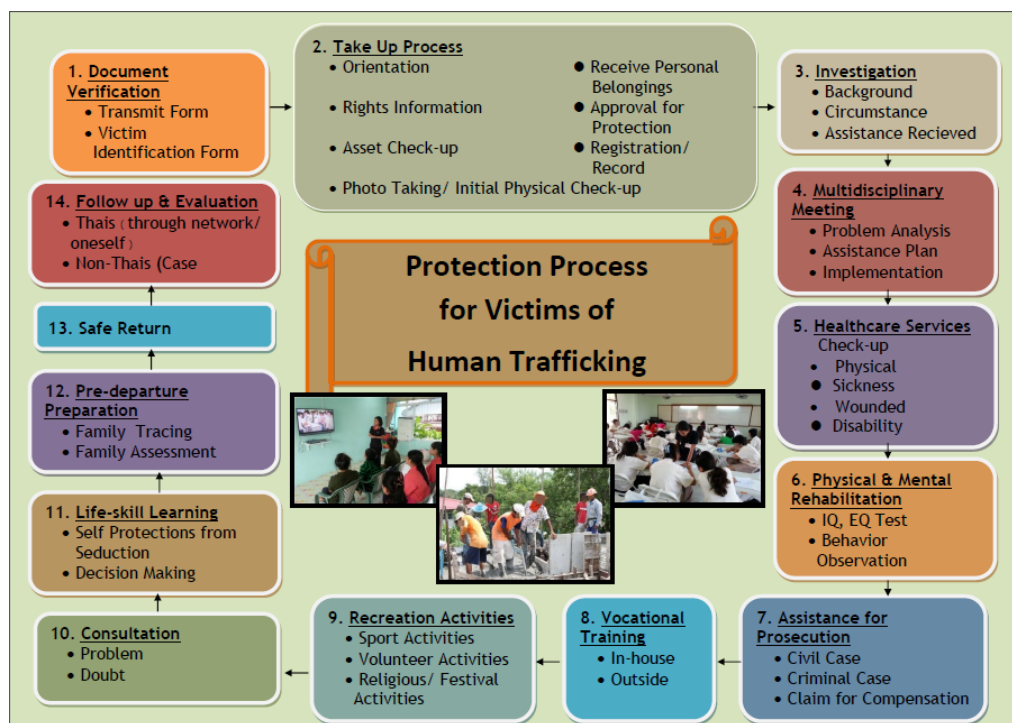 1. Document
Verification
• Transmit Form
• Victim
Identification Form
2. Take Up Process
• Orientation
• Rights Information
• Asset Check-up
• Photo Taking/ Initial Physical Check-up
● Receive Personal
Belongings
● Approval for
Protection
● Registration/
Record
3. Investigation
• Background
• Circumstance
• Assistance Recieved
4. Multidisciplinary
Meeting
• Problem Analysis
• Assistance Plan
• Implementation
5. Healthcare Services
Check-up
• Physical
● Sickness
• Wounded
● Disability
6. Physical & Mental
Rehabilitation
• IQ, EQ Test
• Behavior
Observation
7. Assistance for
Prosecution
• Civil Case
• Criminal Case
• Claim for Compensation
8. Vocational
Training
• In-house
• Outside
9. Recreation Activities
• Sport Activities
• Volunteer Activities
• Religious/ Festival
Activities
10. Consultation
• Problem
• Doubt
11. Life-skill Learning
• Self Protections from
Seduction
• Decision Making
12. Pre-departure
Preparation
• Family Tracing
• Family Assessment
13. Safe Return
14. Follow up & Evaluation
• Thais (through network/
oneself)
• Non-Thais (Case
Protection Process
for Victims of
Human Trafficking